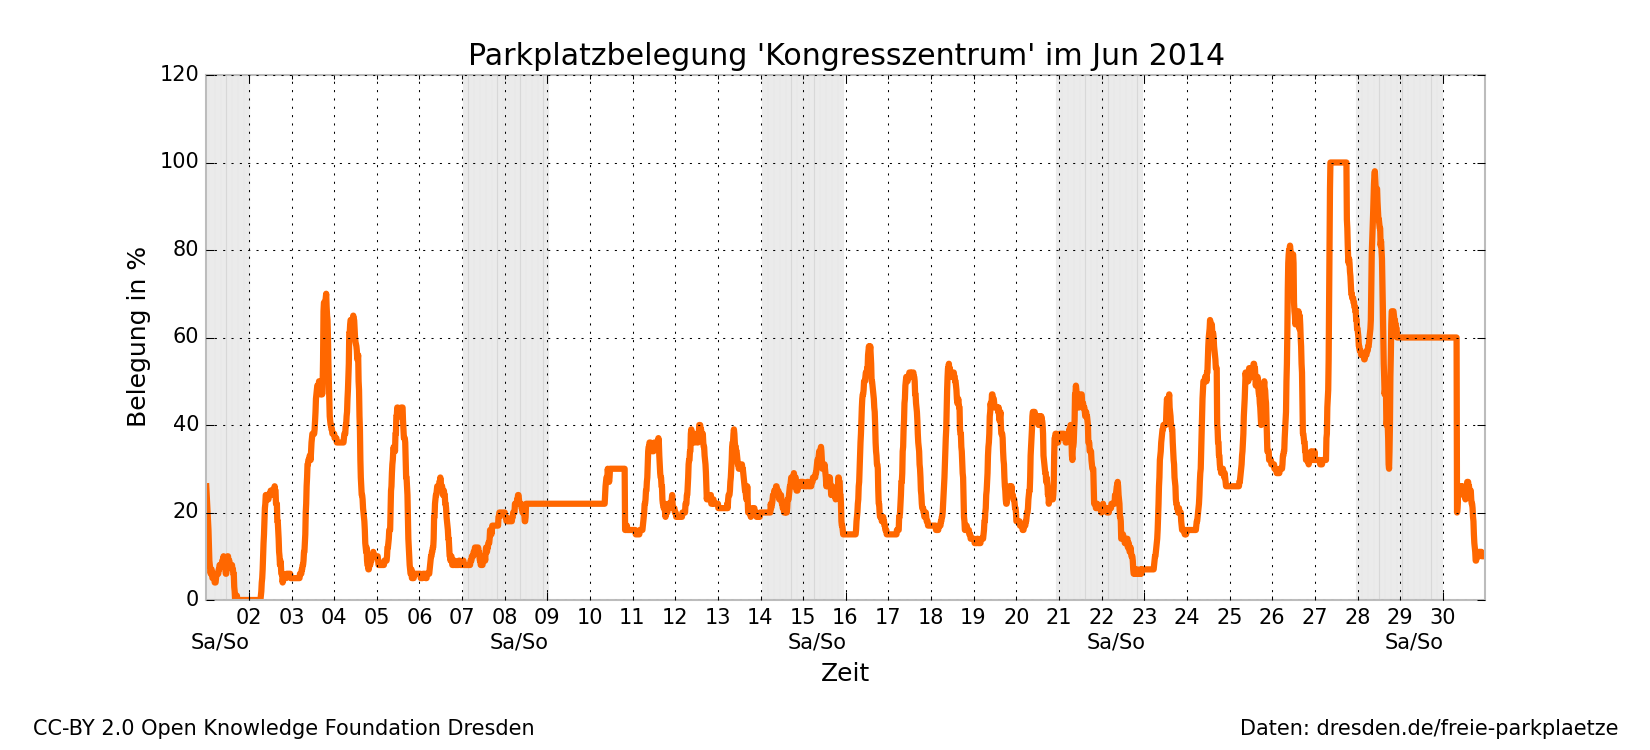 Parkplatzbelegung 'Kongresszentrum' im Jun 2014
120
100
80
60
40
20
0
Belegung in %
02 03 04 05 06 07 08 09 10 11 12 13 14 15 16 17 18 19 20 21 22 23 24 25 26 27 28 29 30
Sa/So Sa/So Sa/So Sa/So Sa/So
Zeit
CC-BY 2.0 Open Knowledge Foundation Dresden
Daten: dresden.de/freie-parkplaetze